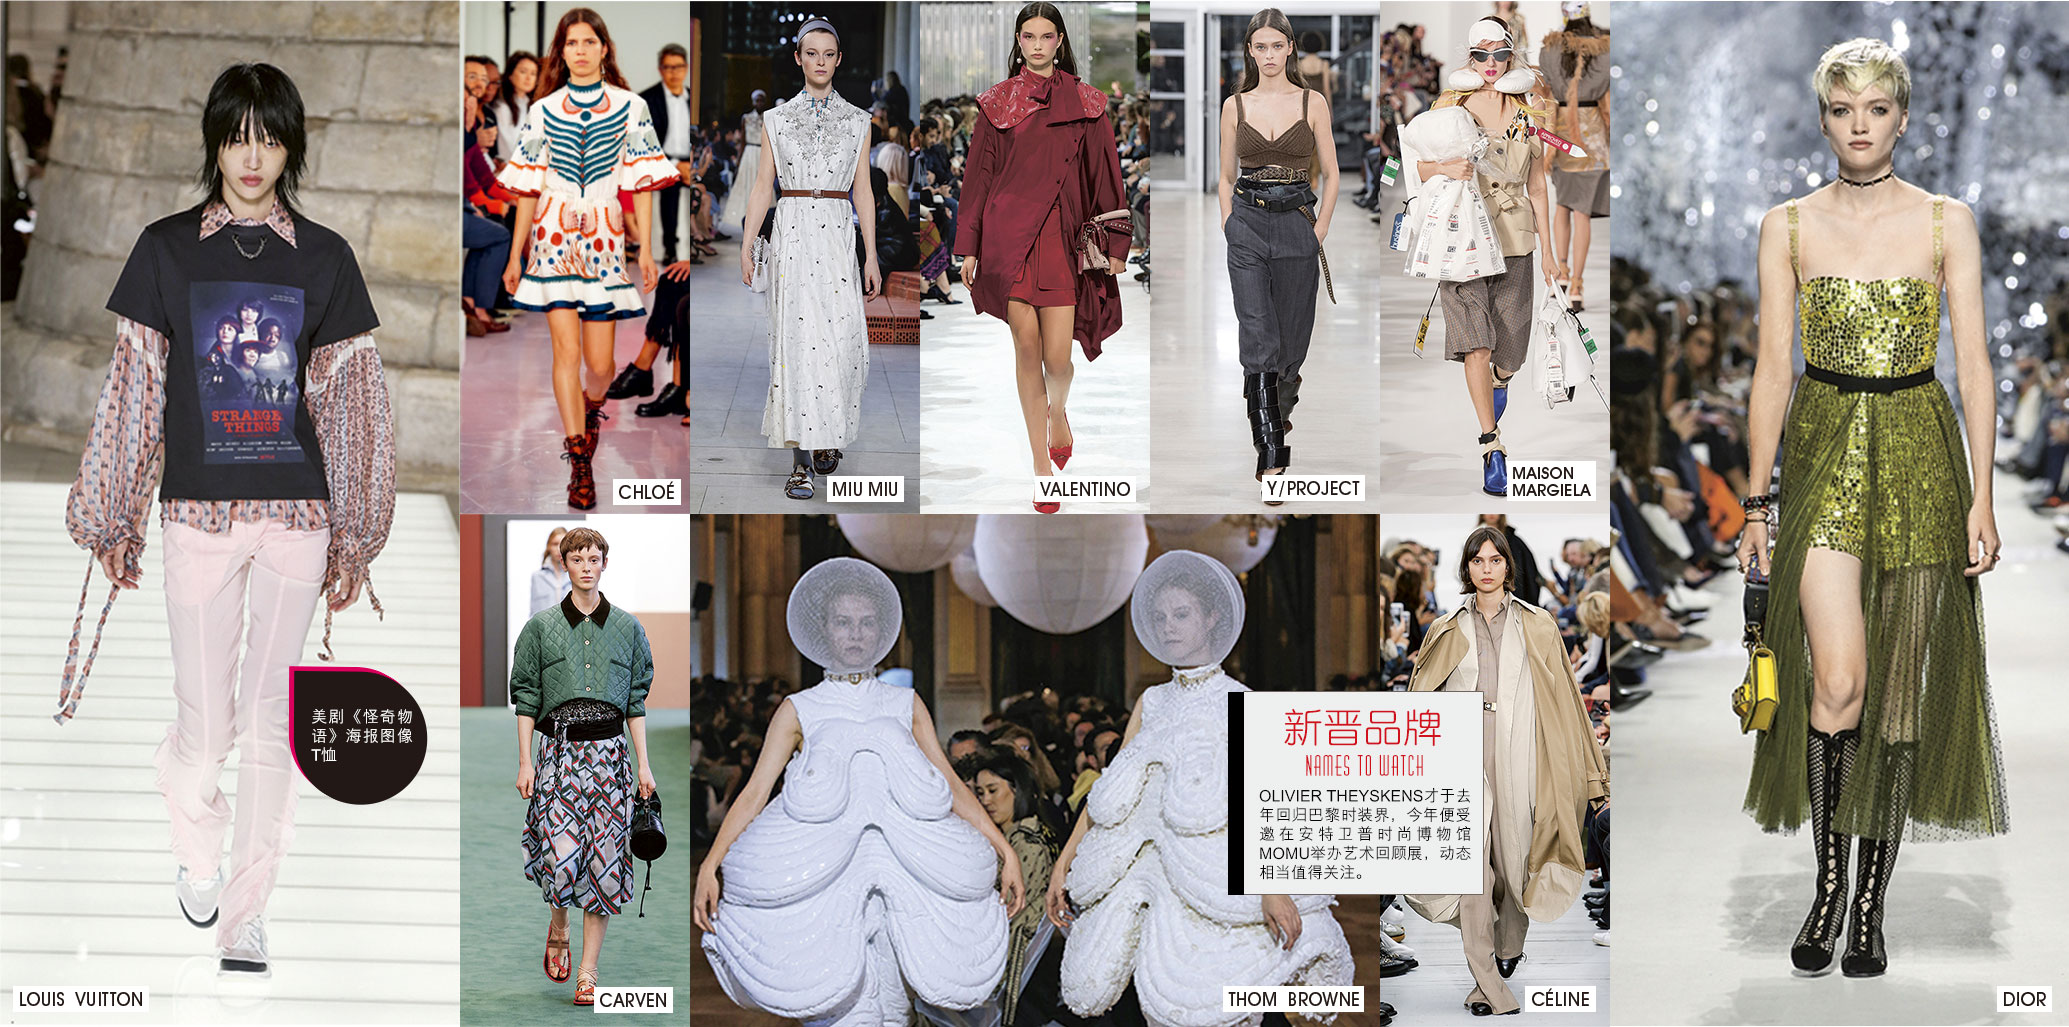 STRANGE
THINGS
美剧《怪奇物
语》海报图像
T恤
LOUIS VUITTON
CHLOÉ
MIU MIU
VALENTINO
Y/PROJECT
MAISON
MARGIELA
CARVEN
THOM BROWNE
新晋品牌
NAMES TO WATCH
OLIVIER THEYSKENS才于去
年回归巴黎时装界，今年便受
邀在安特卫普时尚博物馆
MOMU举办艺术回顾展，动态
相当值得关注。
CÉLINE
DIOR